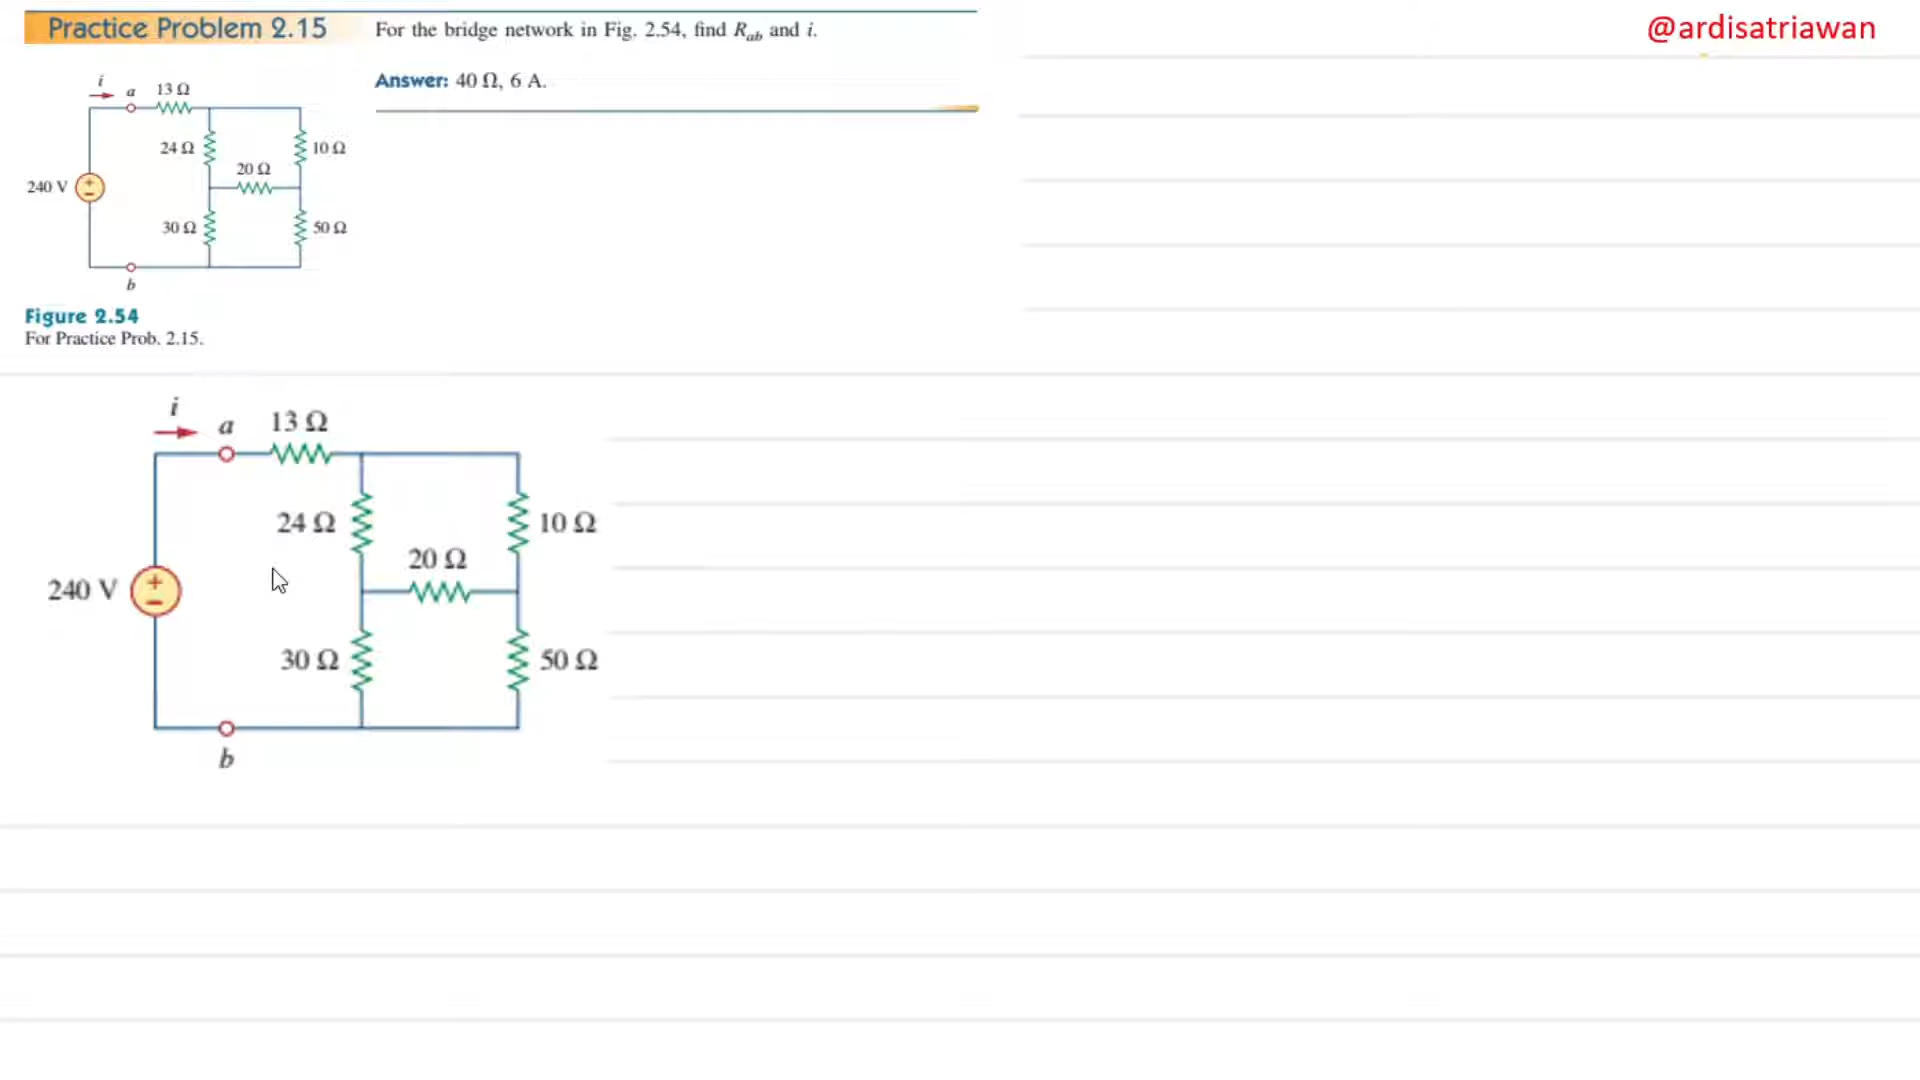 Practice Problem 2.15
For the bridge network in Fig. 2.54, find Rab and i.
@ardisatriawan
Answer: 40 Ω, 6 A.
i
a
13 Ω
24 Ω
10 Ω
20 Ω
240 V
+
−
30 Ω
50 Ω
b
Figure 2.54
For Practice Prob. 2.15.
i
a
13 Ω
24 Ω
10 Ω
20 Ω
240 V
+
−
30 Ω
50 Ω
b